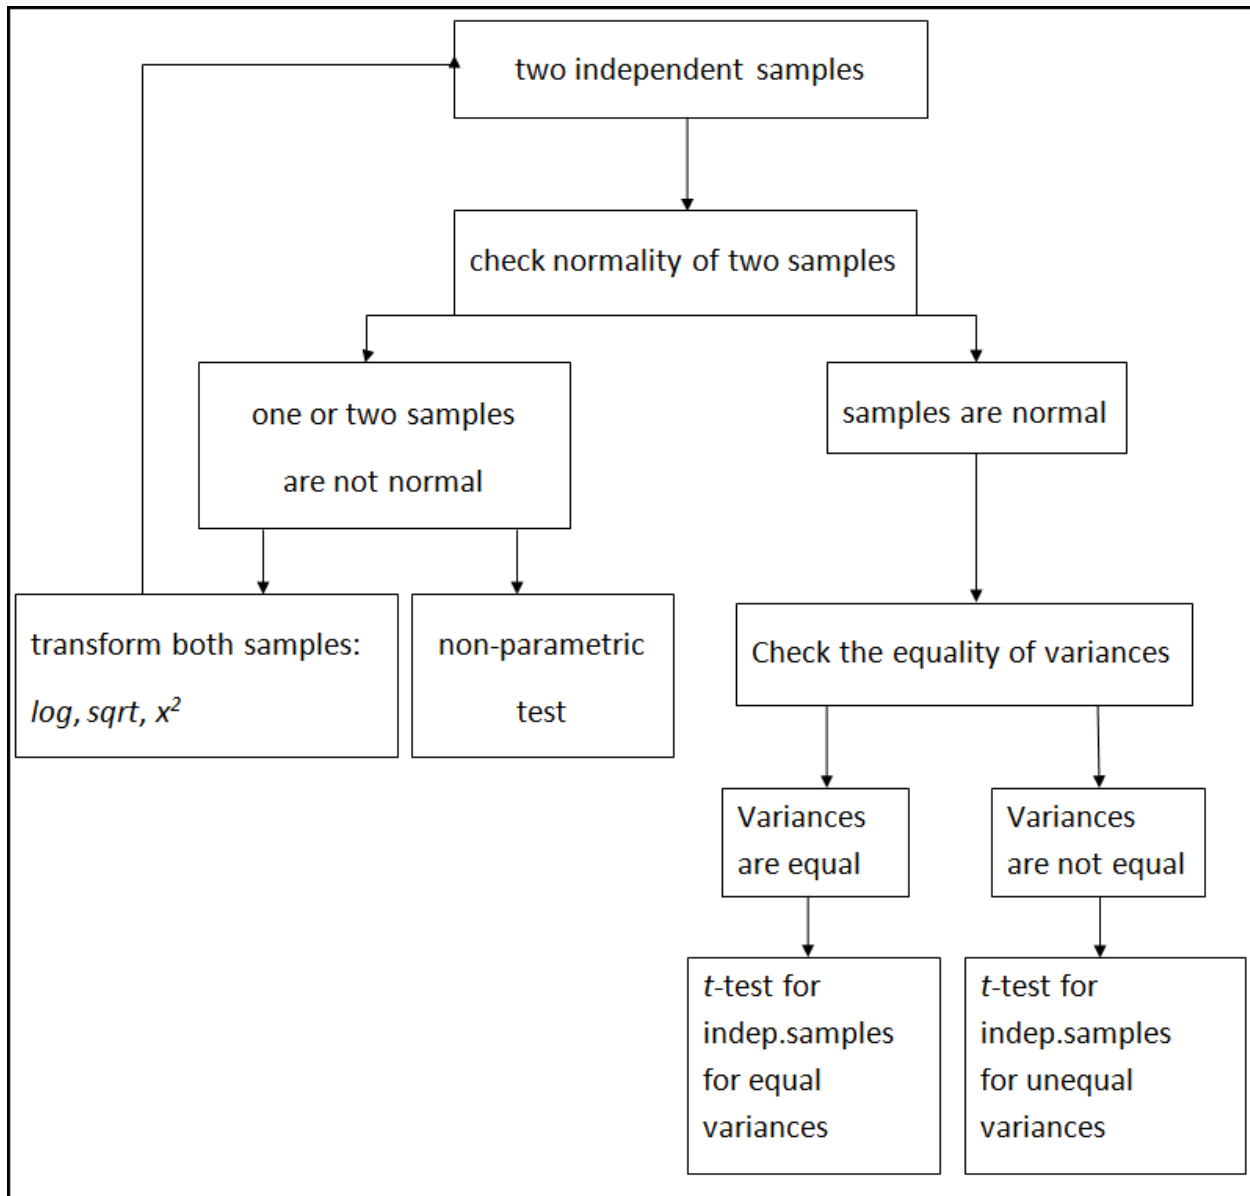 two independent samples
check normality of two samples
one or two samples
are not normal
samples are normal
transform both samples:
log, sqrt, x²
non-parametric
test
Check the equality of variances
Variances
are equal
Variances
are not equal
t-test for
indep.samples
for equal
variances
t-test for
indep.samples
for unequal
variances